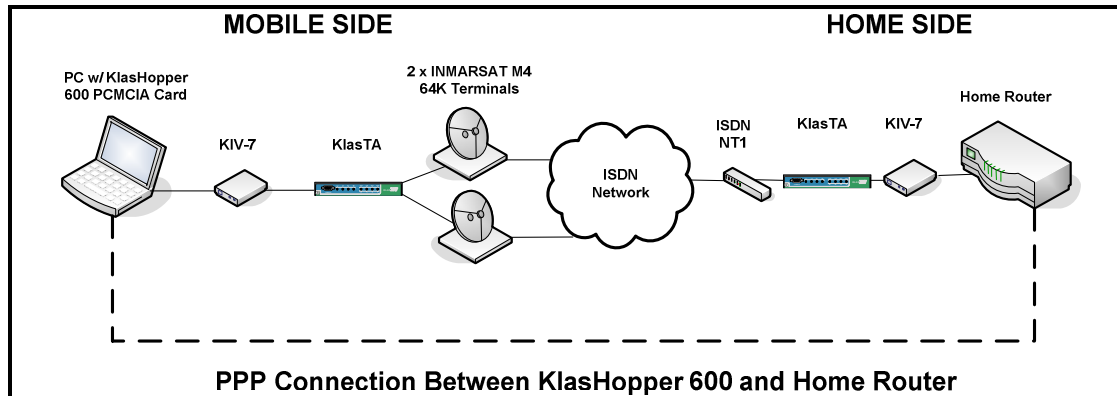 MOBILE SIDE
HOME SIDE
PC w/ KlasHopper
600 PCMCIA Card
KIV-7
KlasTA
2 x INMARSAT M4
64K Terminals
ISDN
Network
ISDN
NT1
KlasTA
KIV-7
Home Router
PPP Connection Between KlasHopper 600 and Home Router